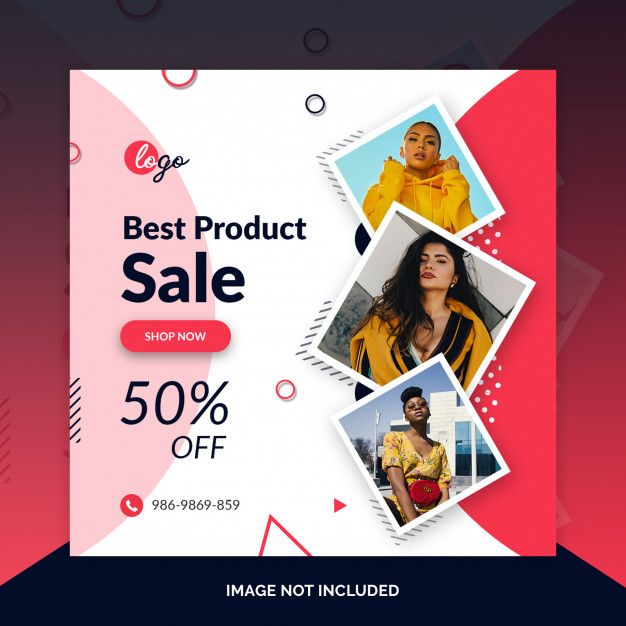 logo
Best Product
Sale
SHOP NOW
50%
OFF
986-9869-859
IMAGE NOT INCLUDED